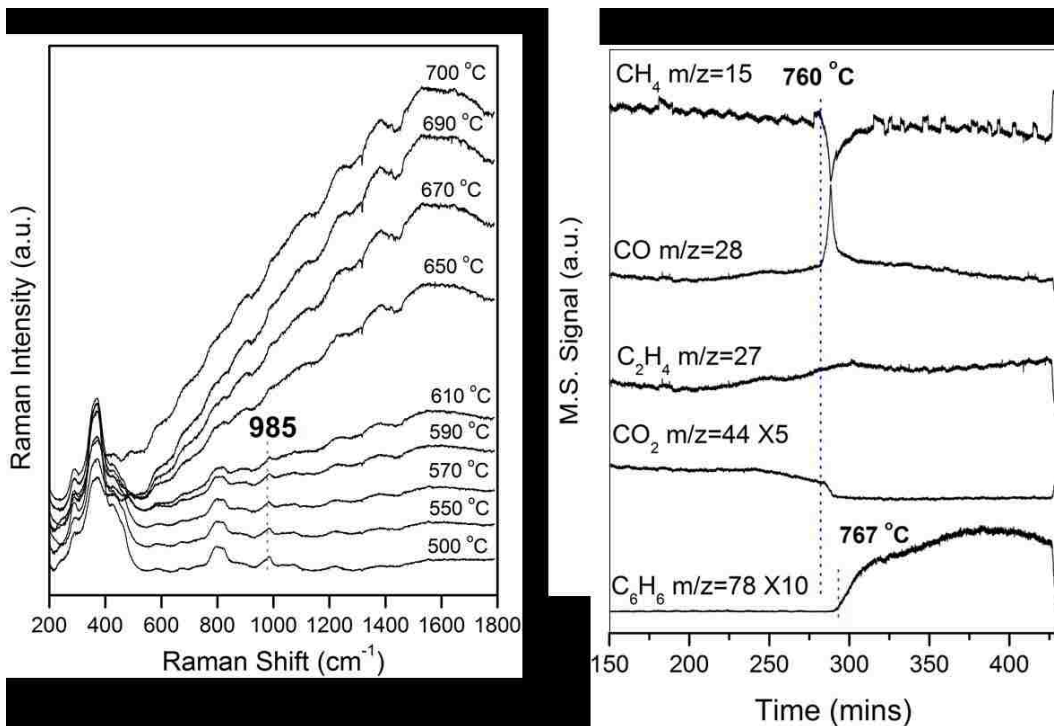 700 °C
690 °C
670 °C
650 °C
610 °C
985
590 °C
570 °C
550 °C
500 °C
Raman Intensity (a.u.)
200 400 600 800 1000 1200 1400 1600 1800
Raman Shift (cm⁻¹)
CH₄ m/z=15
760 °C
CO m/z=28
C₂H₄ m/z=27
CO₂ m/z=44 X5
767 °C
C₆H₆ m/z=78 X10
M.S. Signal (a.u.)
150 200 250 300 350 400
Time (mins)